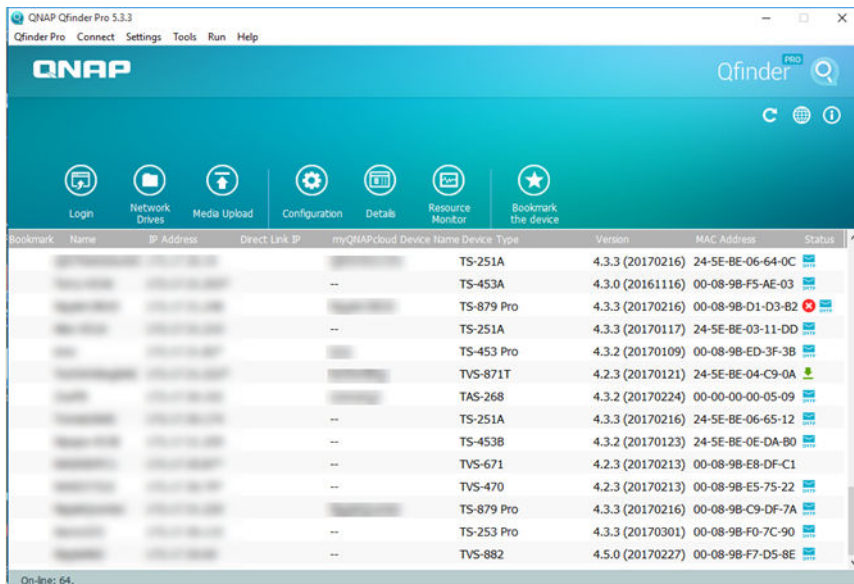 QNAP Qfinder Pro 5.3.3
Qfinder Pro Connect Settings Tools Run Help
QNAP
Qfinder PRO
Login
Network Drives
Media Upload
Configuration
Details
Resource Monitor
Bookmark the device
Bookmark Name IP Address Direct Link IP myQNAPcloud Device Name Device Type Version MAC Address Status
TS-251A 4.3.3 (20170216) 24-5E-BE-06-64-0C
-- TS-453A 4.3.0 (20161116) 00-08-9B-F5-AE-03
TS-879 Pro 4.3.3 (20170216) 00-08-9B-D1-D3-B2
-- TS-251A 4.3.3 (20170117) 24-5E-BE-03-11-DD
TS-453 Pro 4.3.2 (20170109) 00-08-9B-ED-3F-3B
TVS-871T 4.2.3 (20170121) 24-5E-BE-04-C9-0A
TAS-268 4.3.2 (20170224) 00-00-00-00-05-09
-- TS-251A 4.3.3 (20170216) 24-5E-BE-06-65-12
-- TS-453B 4.3.2 (20170123) 24-5E-BE-0E-DA-B0
-- TVS-671 4.2.3 (20170213) 00-08-9B-E8-DF-C1
-- TVS-470 4.2.3 (20170213) 00-08-9B-E5-75-22
TS-879 Pro 4.3.3 (20170216) 00-08-9B-C9-DF-7A
-- TS-253 Pro 4.3.3 (20170301) 00-08-9B-F0-7C-90
-- TVS-882 4.5.0 (20170227) 00-08-9B-F7-D5-8E
On-line: 64,